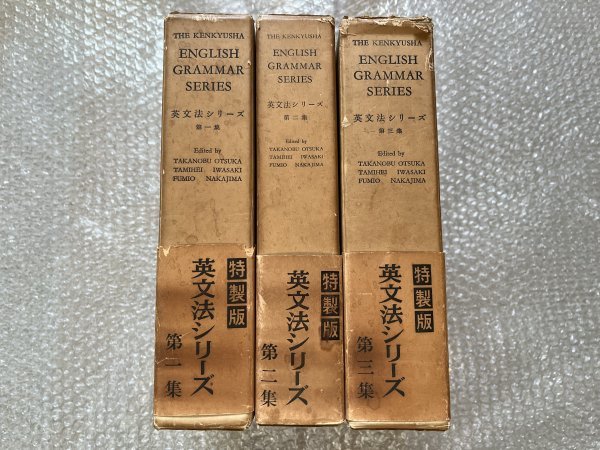 THE KENKYUSHA
ENGLISH
GRAMMAR
SERIES
英文法シリーズ
第一集
Edited by
TAKANOBU OTSUKA
TAMIHEI IWASAKI
FUMIO NAKAJIMA
特製版
英文法シリーズ
第一集
THE KENKYUSHA
ENGLISH
GRAMMAR
SERIES
英文法シリーズ
第二集
Edited by
TAKANOBU OTSUKA
TAMIHEI IWASAKI
FUMIO NAKAJIMA
特製版
英文法シリーズ
第二集
THE KENKYUSHA
ENGLISH
GRAMMAR
SERIES
英文法シリーズ
第三集
Edited by
TAKANOBU OTSUKA
TAMIHEI IWASAKI
FUMIO NAKAJIMA
特製版
英文法シリーズ
第三集